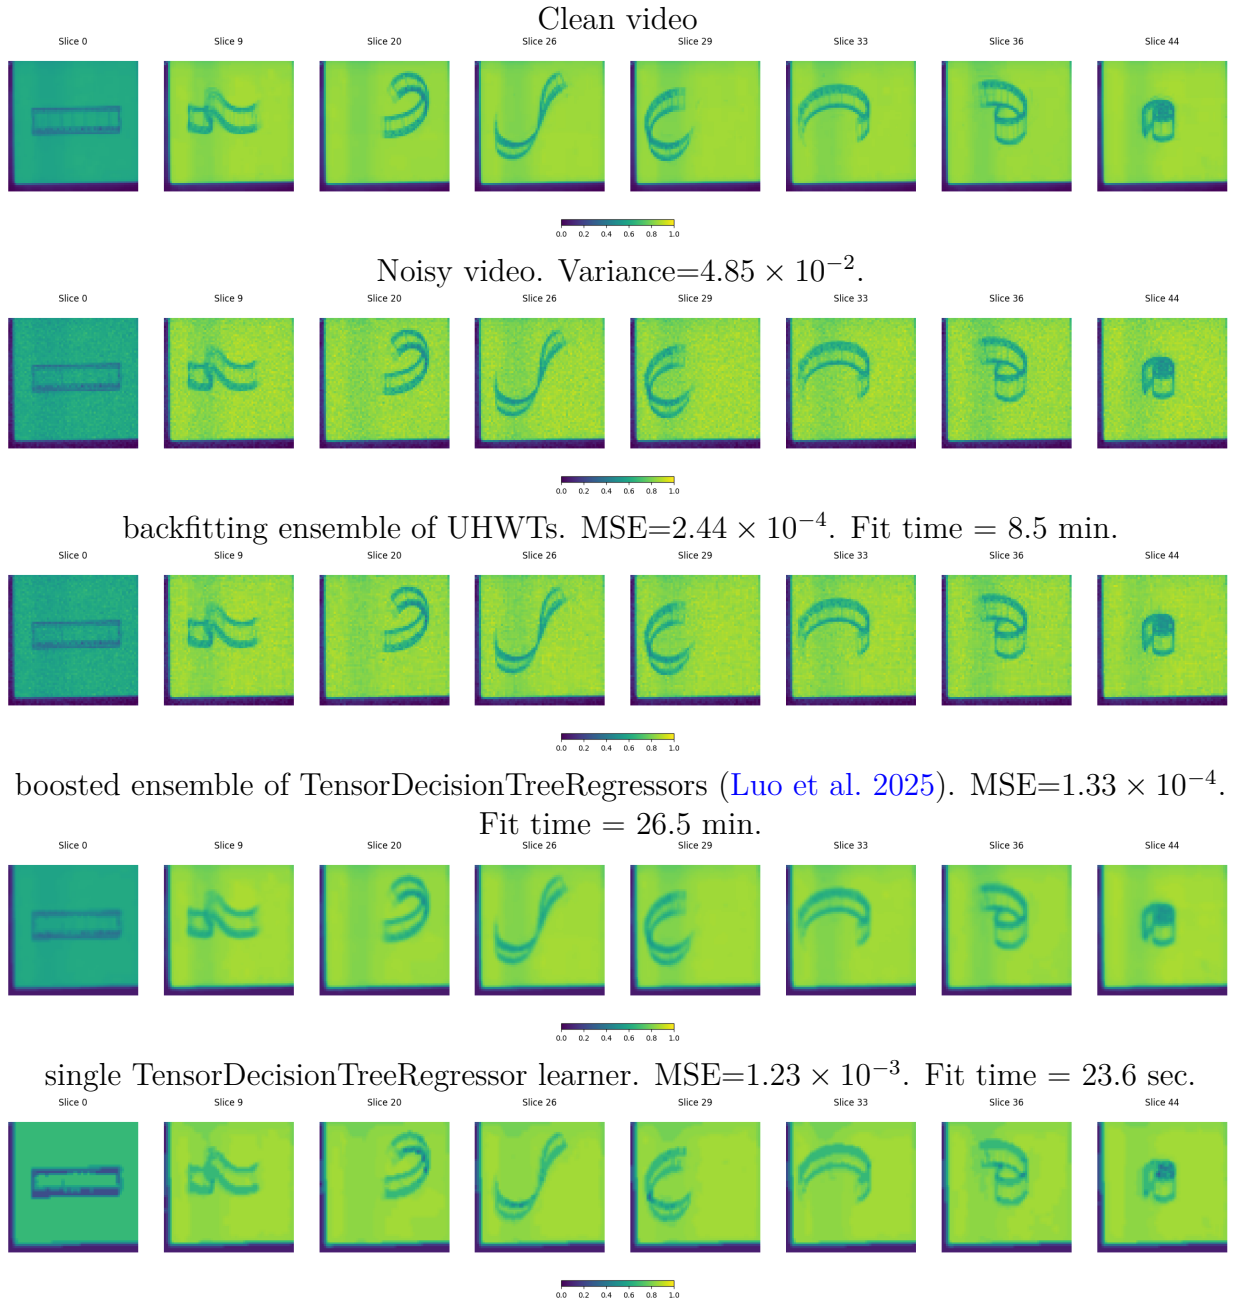 Clean video
Slice 0 Slice 9 Slice 20 Slice 26 Slice 29 Slice 33 Slice 36 Slice 44
0.0 0.2 0.4 0.6 0.8 1.0
Noisy video. Variance=4.85 × 10⁻².
Slice 0 Slice 9 Slice 20 Slice 26 Slice 29 Slice 33 Slice 36 Slice 44
0.0 0.2 0.4 0.6 0.8 1.0
backfitting ensemble of UHWTs. MSE=2.44 × 10⁻⁴. Fit time = 8.5 min.
Slice 0 Slice 9 Slice 20 Slice 26 Slice 29 Slice 33 Slice 36 Slice 44
0.0 0.2 0.4 0.6 0.8 1.0
boosted ensemble of TensorDecisionTreeRegressors (Luo et al. 2025). MSE=1.33 × 10⁻⁴.
Fit time = 26.5 min.
Slice 0 Slice 9 Slice 20 Slice 26 Slice 29 Slice 33 Slice 36 Slice 44
0.0 0.2 0.4 0.6 0.8 1.0
single TensorDecisionTreeRegressor learner. MSE=1.23 × 10⁻³. Fit time = 23.6 sec.
Slice 0 Slice 9 Slice 20 Slice 26 Slice 29 Slice 33 Slice 36 Slice 44
0.0 0.2 0.4 0.6 0.8 1.0